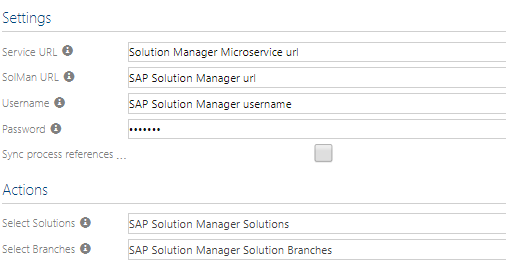 Settings
Service URL Solution Manager Microservice url
SolMan URL SAP Solution Manager url
Username SAP Solution Manager username
Password •••••••
Sync process references ...
Actions
Select Solutions SAP Solution Manager Solutions
Select Branches SAP Solution Manager Solution Branches